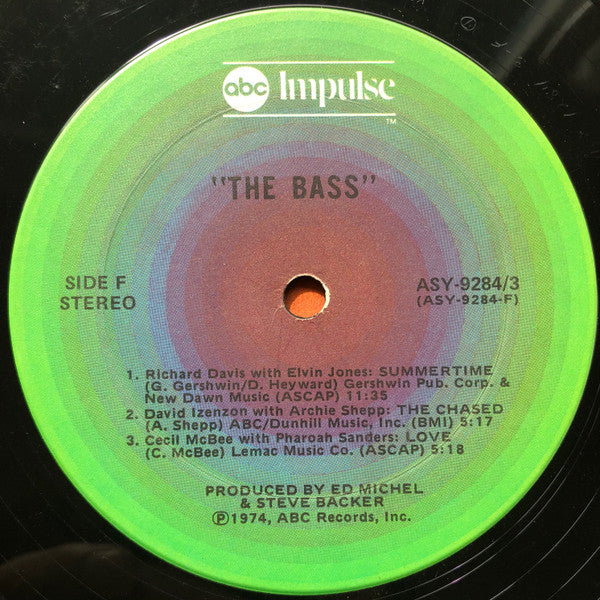 abc Impulse
TM
"THE BASS"
SIDE F
STEREO
ASY-9284/3
(ASY-9284-F)
1. Richard Davis with Elvin Jones: SUMMERTIME
(G. Gershwin/D. Heyward) Gershwin Pub. Corp. &
New Dawn Music (ASCAP) 11:35
2. David Izenzon with Archie Shepp: THE CHASED
(A. Shepp) ABC/Dunhill Music, Inc. (BMI) 5:17
3. Cecil McBee with Pharoah Sanders: LOVE
(C. McBee) Lemac Music Co. (ASCAP) 5:18
PRODUCED BY ED MICHEL
& STEVE BACKER
℗1974, ABC Records, Inc.